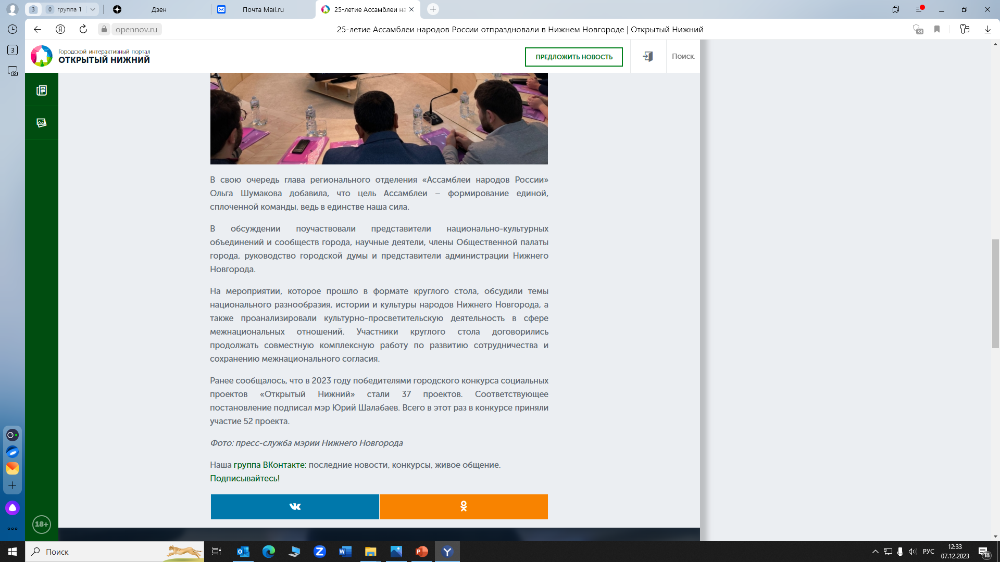 3
0
группа 1
Дзен
Почта Mail.ru
25-летие Ассамблеи на
opennov.ru
25-летие Ассамблеи народов России отпраздновали в Нижнем Новгороде | Открытый Нижний
33
3
Городской интерактивный портал
ОТКРЫТЫЙ НИЖНИЙ
ПРЕДЛОЖИТЬ НОВОСТЬ
Поиск.
В свою очередь глава регионального отделения «Ассамблеи народов России»
Ольга Шумакова добавила, что цель Ассамблеи – формирование единой,
сплоченной команды, ведь в единстве наша сила.
В обсуждении поучаствовали представители национально-культурных
объединений и сообществ города, научные деятели, члены Общественной палаты
города, руководство городской думы и представители администрации Нижнего
Новгорода.
На мероприятии, которое прошло в формате круглого стола, обсудили темы
национального разнообразия, истории и культуры народов Нижнего Новгорода, а
также проанализировали культурно-просветительскую деятельность в сфере
межнациональных отношений. Участники круглого стола договорились
продолжать совместную комплексную работу по развитию сотрудничества и
сохранению межнационального согласия.
Ранее сообщалось, что в 2023 году победителями городского конкурса социальных
проектов «Открытый Нижний» стали 37 проектов. Соответствующее
постановление подписал мэр Юрий Шалабаев. Всего в этот раз в конкурсе приняли
участие 52 проекта.
Фото: пресс-служба мэрии Нижнего Новгорода
Наша группа ВКонтакте: последние новости, конкурсы, живое общение.
Подписывайтесь!
18+
Поиск
РУС
12:33
07.12.2023
18